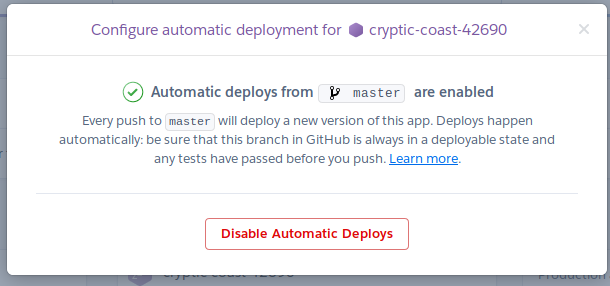 Configure automatic deployment for cryptic-coast-42690
Automatic deploys from master are enabled
Every push to master will deploy a new version of this app. Deploys happen
automatically: be sure that this branch in GitHub is always in a deployable state and
any tests have passed before you push. Learn more.
Disable Automatic Deploys
cryptic-coast-42690
Production